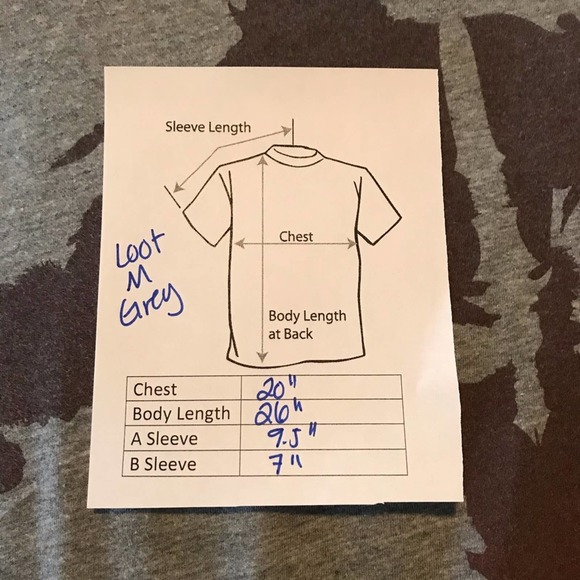 Sleeve Length
Chest
Loot
M
Grey
Body Length
at Back
Chest 20"
Body Length 26"
A Sleeve 9.5"
B Sleeve 7"